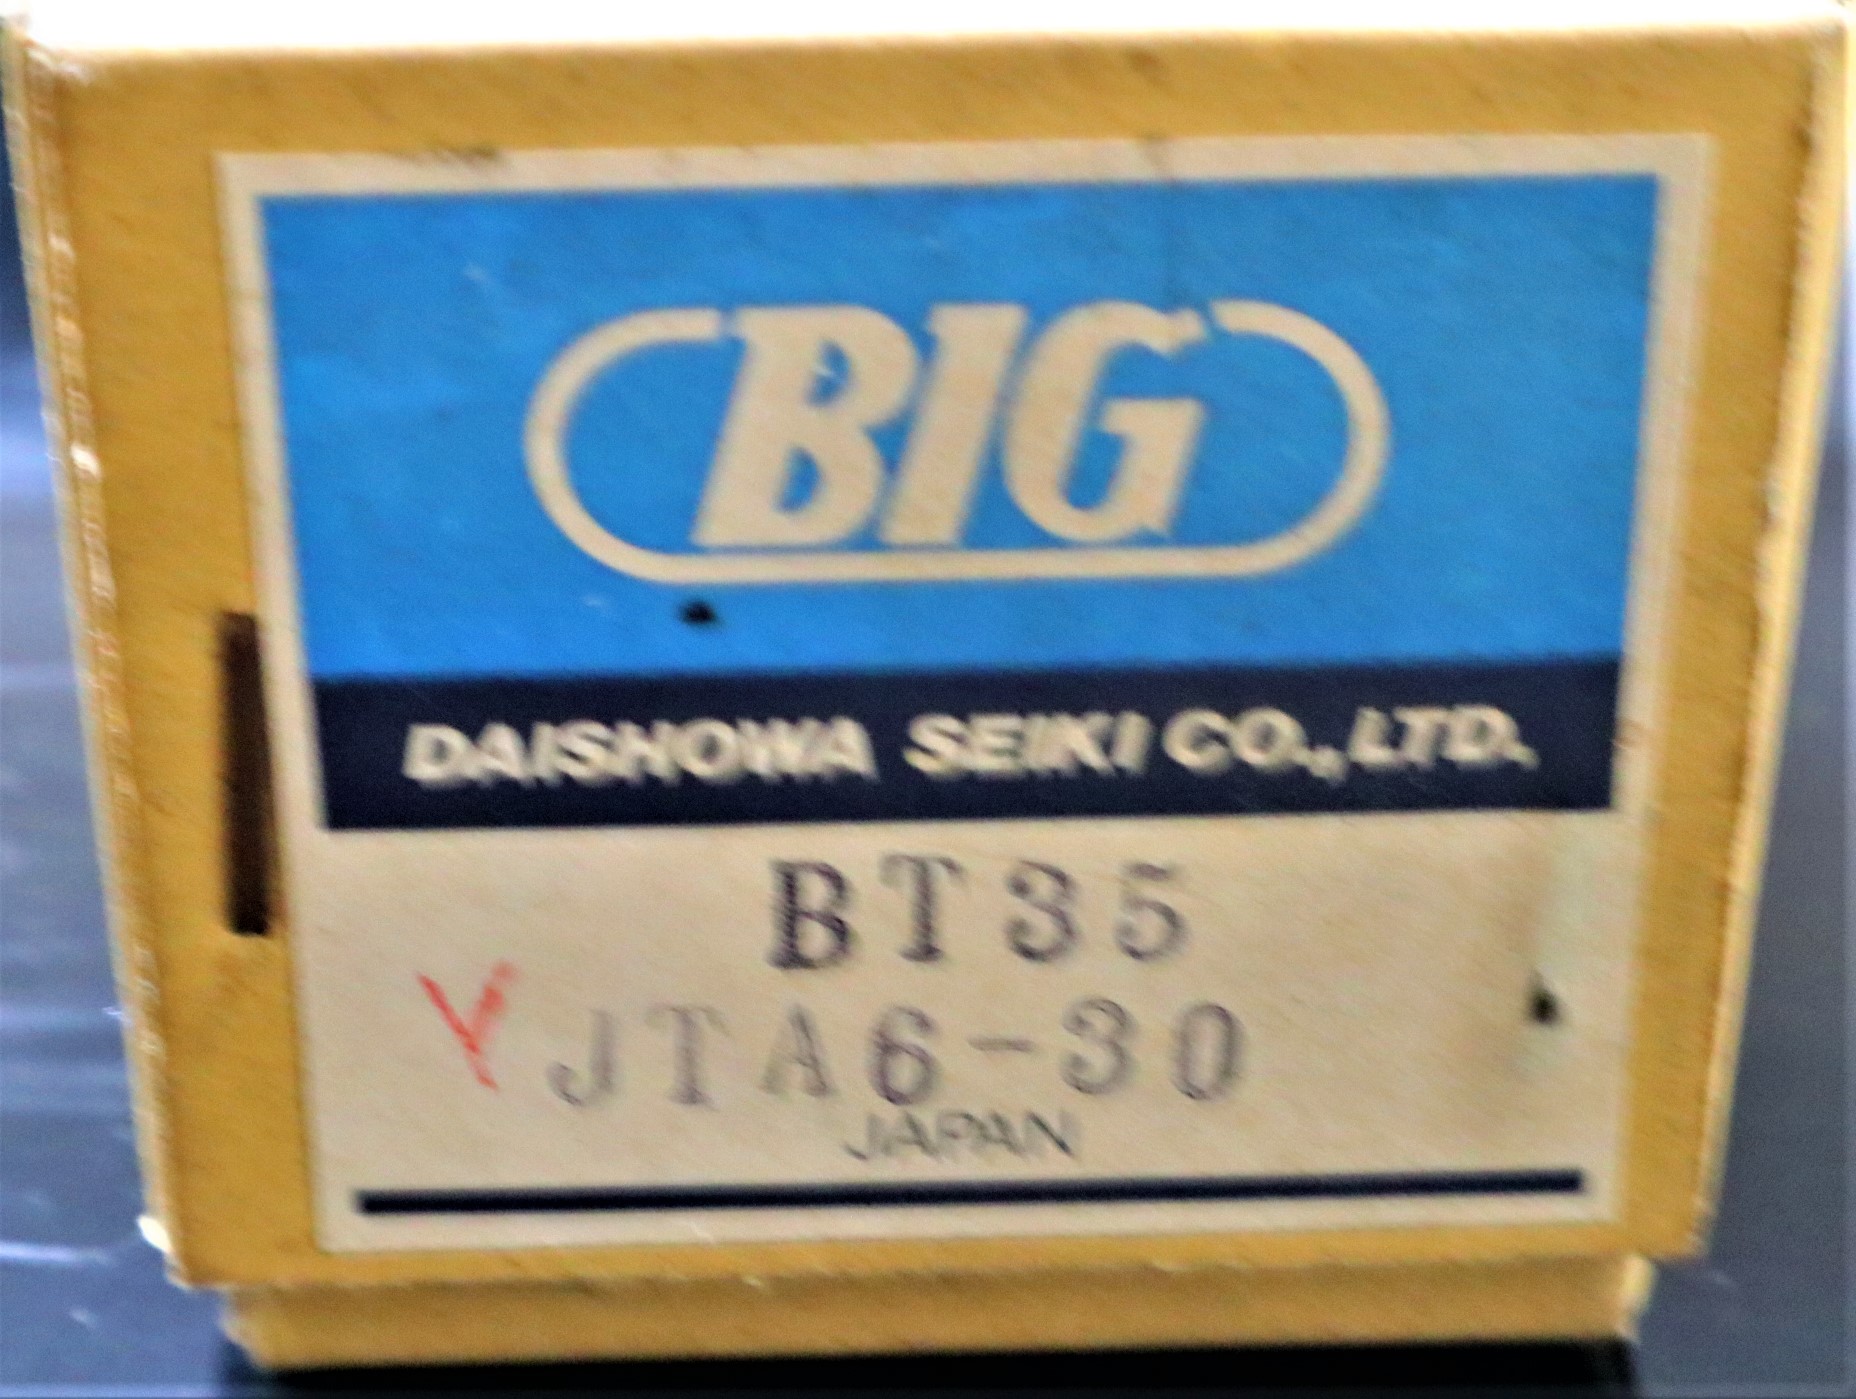 BIG
DAISHOWA SEIKI CO., LTD.
BT35
JTA6-30
JAPAN